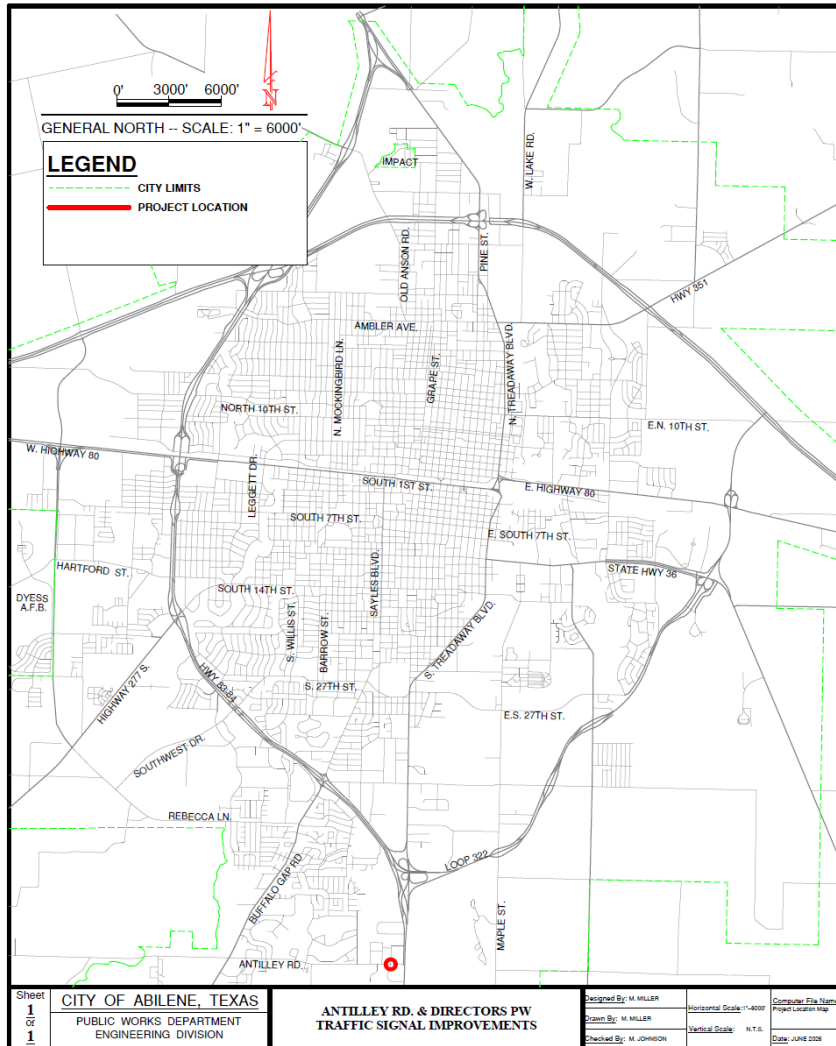 0' 3000' 6000'
N
GENERAL NORTH -- SCALE: 1" = 6000'
LEGEND
CITY LIMITS
PROJECT LOCATION
IMPACT
W. LAKE RD.
OLD ANSON RD.
PINE ST.
HWY 351
AMBLER AVE.
N. MOCKINGBIRD LN.
GRAPE ST.
N. TREADAWAY BLVD.
NORTH 10TH ST.
E.N. 10TH ST.
W. HIGHWAY 80
LEGGETT DR.
SOUTH 1ST ST.
E. HIGHWAY 80
SOUTH 7TH ST.
E. SOUTH 7TH ST.
HARTFORD ST.
STATE HWY 36
DYESS
A.F.B.
SOUTH 14TH ST.
SAYLES BLVD.
S. WILLIS ST.
BARROW ST.
S. TREADAWAY BLVD.
HIGHWAY 277 S.
HWY 83-84
S. 27TH ST.
E.S. 27TH ST.
SOUTHWEST DR.
REBECCA LN.
BUFFALO GAP RD
LOOP 322
MAPLE ST.
ANTILLEY RD.
Sheet
1
of
1
CITY OF ABILENE, TEXAS
PUBLIC WORKS DEPARTMENT
ENGINEERING DIVISION
ANTILLEY RD. & DIRECTORS PW
TRAFFIC SIGNAL IMPROVEMENTS
Designed By: M. MILLER
Drawn By: M. MILLER
Checked By: M. JOHNSON
Horizontal Scale: 1"=6000'
Vertical Scale: N.T.S.
Computer File Name
Project Location Map
Date: JUNE 2026